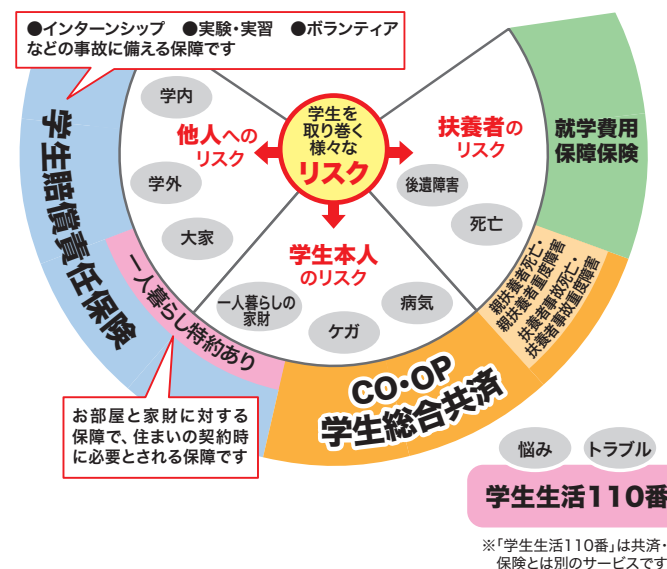 ●インターンシップ ●実験・実習 ●ボランティア
などの事故に備える保障です
学生を
取り巻く
様々な
リスク
他人への
リスク
学内
学外
大家
扶養者の
リスク
後遺障害
死亡
学生本人
のリスク
一人暮らしの
家財
ケガ
病気
学生賠償責任保険
一人暮らし特約あり
就学費用
保障保険
親扶養者死亡・
親扶養者重度障害
扶養者事故死亡・
扶養者事故重度障害
CO・OP
学生総合共済
お部屋と家財に対する
保障で、住まいの契約時
に必要とされる保障です
悩み
トラブル
学生生活110番
※「学生生活110番」は共済・
保険とは別のサービスです